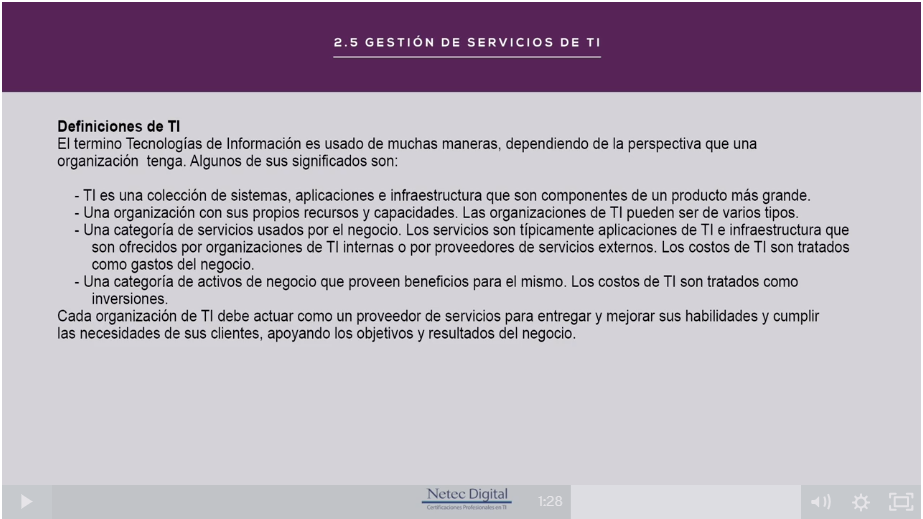 2.5 GESTIÓN DE SERVICIOS DE TI
Definiciones de TI
El termino Tecnologías de Información es usado de muchas maneras, dependiendo de la perspectiva que una
organización tenga. Algunos de sus significados son:
- TI es una colección de sistemas, aplicaciones e infraestructura que son componentes de un producto más grande.
- Una organización con sus propios recursos y capacidades. Las organizaciones de TI pueden ser de varios tipos.
- Una categoría de servicios usados por el negocio. Los servicios son típicamente aplicaciones de TI e infraestructura que
son ofrecidos por organizaciones de TI internas o por proveedores de servicios externos. Los costos de TI son tratados
como gastos del negocio.
- Una categoría de activos de negocio que proveen beneficios para el mismo. Los costos de TI son tratados como
inversiones.
Cada organización de TI debe actuar como un proveedor de servicios para entregar y mejorar sus habilidades y cumplir
las necesidades de sus clientes, apoyando los objetivos y resultados del negocio.
Netec Digital
Certificaciones Profesionales en TI
1:28